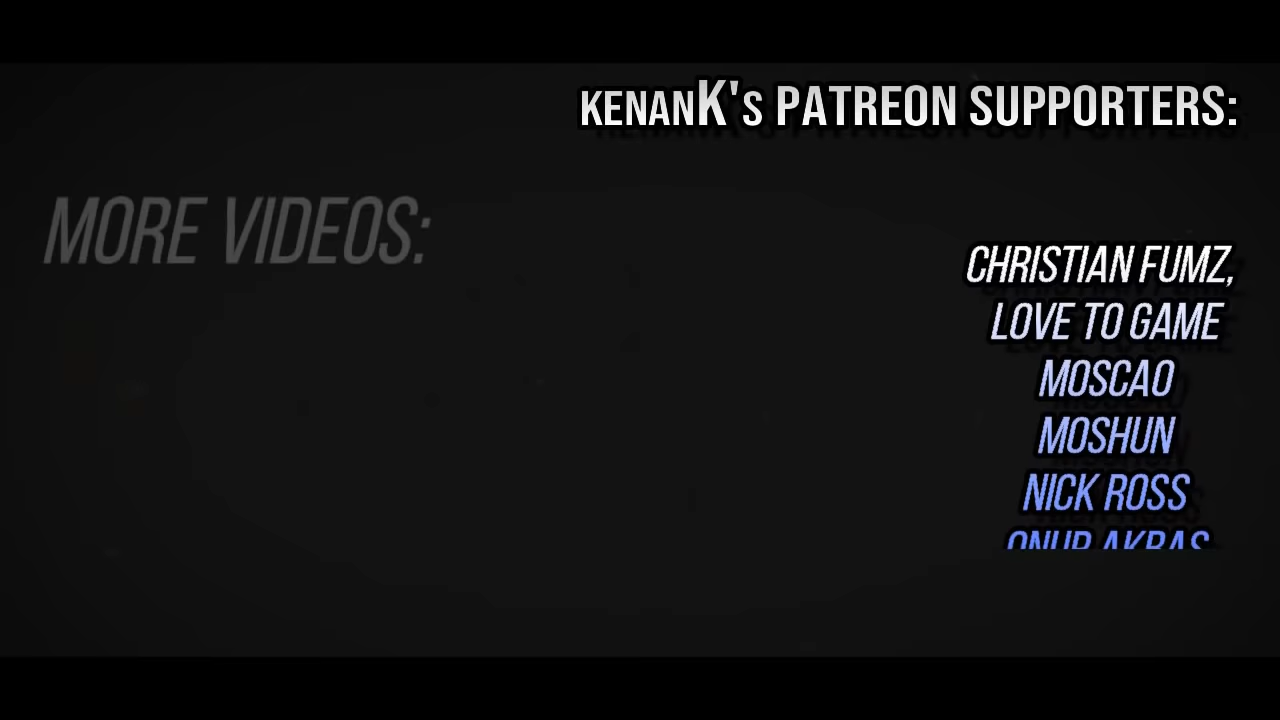 KENANK's PATREON SUPPORTERS:
MORE VIDEOS:
CHRISTIAN FUMZ,
LOVE TO GAME
MOSCAO
MOSHUN
NICK ROSS